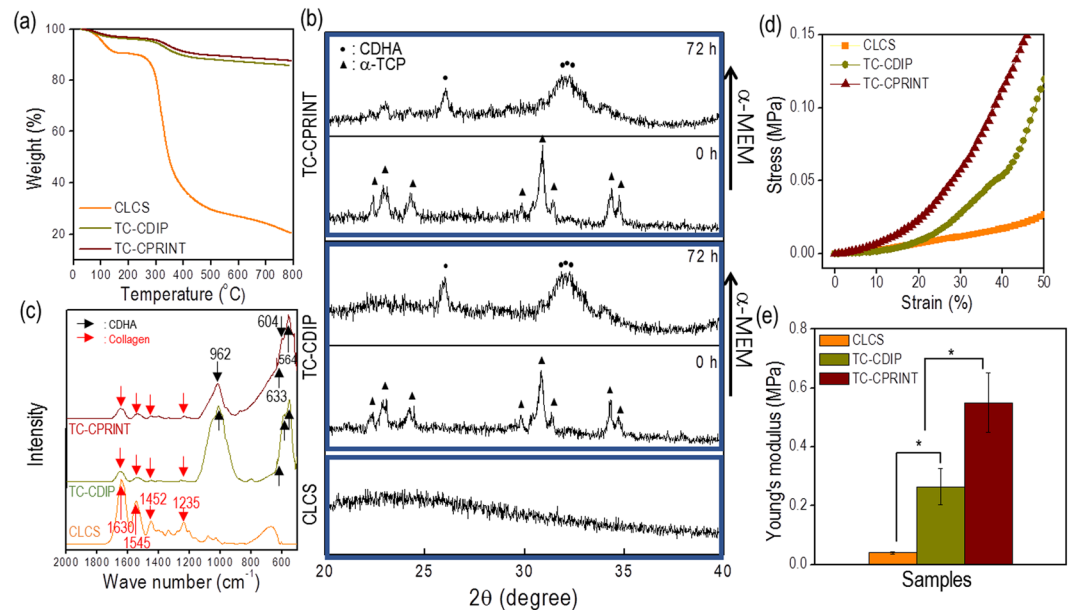 (a)
100
80
60
40
20
Weight (%)
CLCS
TC-CDIP
TC-CPRINT
0 100 200 300 400 500 600 700 800
Temperature (°C)
(b)
• : CDHA
▲ : α-TCP
72 h
0 h
TC-CPRINT
α-MEM
72 h
0 h
TC-CDIP
α-MEM
CLCS
20 25 30 35 40
2θ (degree)
(c)
: CDHA
: Collagen
604
564
962
633
TC-CPRINT
TC-CDIP
1452 1235
CLCS
1630
1545
Intensity
2000 1800 1600 1400 1200 1000 800 600
Wave number (cm⁻¹)
(d)
0.15
0.10
0.05
0.00
Stress (MPa)
CLCS
TC-CDIP
TC-CPRINT
0 10 20 30 40 50
Strain (%)
(e)
0.8
0.6
0.4
0.2
0.0
Young's modulus (MPa)
CLCS
TC-CDIP
TC-CPRINT
*
*
Samples